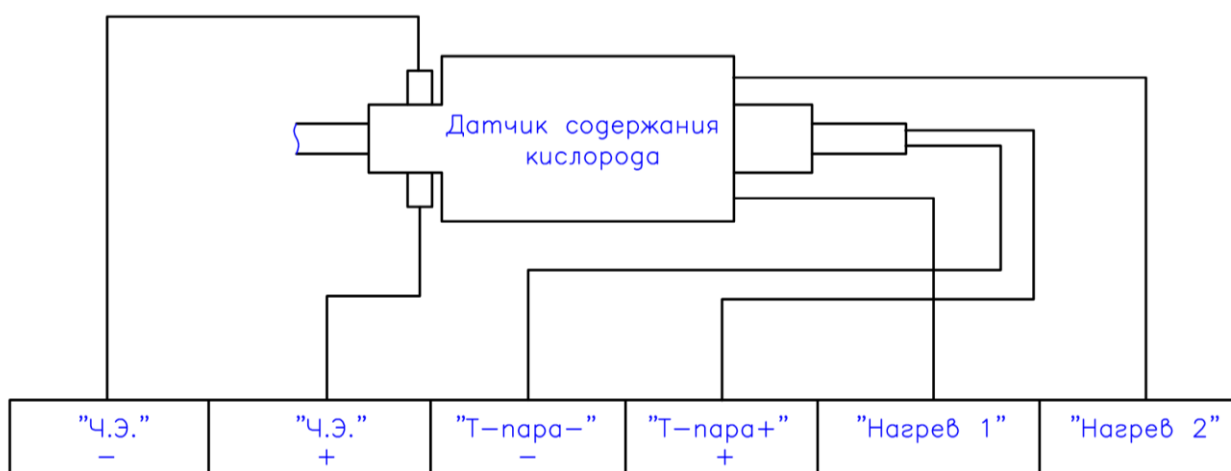 Датчик содержания
кислорода
"Ч.Э."
−
"Ч.Э."
+
"Т−пара−"
−
"Т−пара+"
+
"Нагрев 1"
"Нагрев 2"